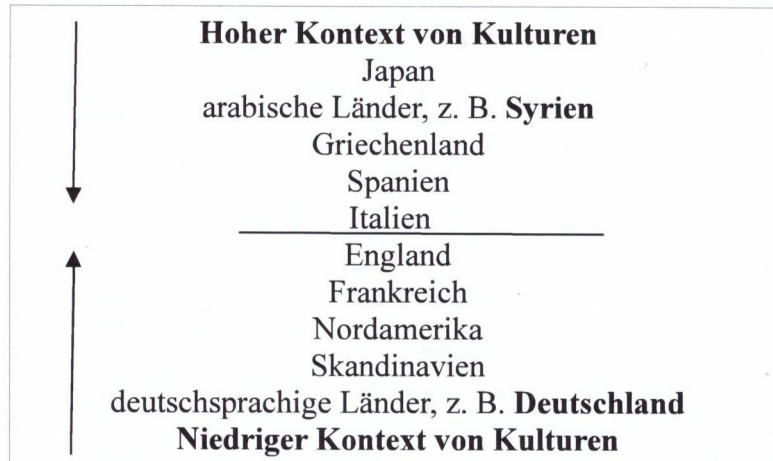 Hoher Kontext von Kulturen
Japan
arabische Länder, z. B. Syrien
Griechenland
Spanien
Italien
England
Frankreich
Nordamerika
Skandinavien
deutschsprachige Länder, z. B. Deutschland
Niedriger Kontext von Kulturen